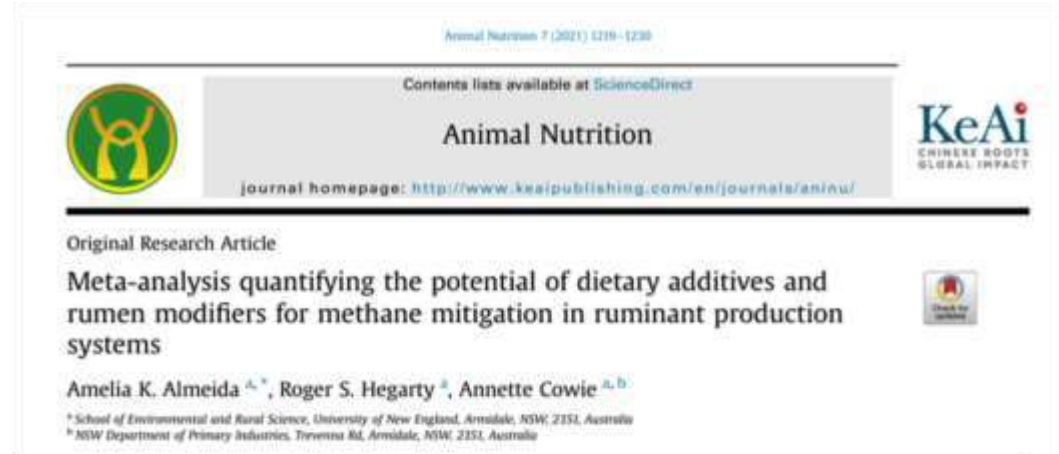 Animal Nutrition 7 (2021) 1219–1230
Contents lists available at ScienceDirect
Animal Nutrition
journal homepage: http://www.keaipublishing.com/en/journals/aninu/
KeAi
CHINESE ROOTS
GLOBAL IMPACT
Original Research Article
Meta-analysis quantifying the potential of dietary additives and
rumen modifiers for methane mitigation in ruminant production
systems
Check for
updates
Amelia K. Almeida a, *, Roger S. Hegarty a, Annette Cowie a, b
a School of Environmental and Rural Science, University of New England, Armidale, NSW, 2351, Australia
b NSW Department of Primary Industries, Trevenna Rd, Armidale, NSW, 2351, Australia